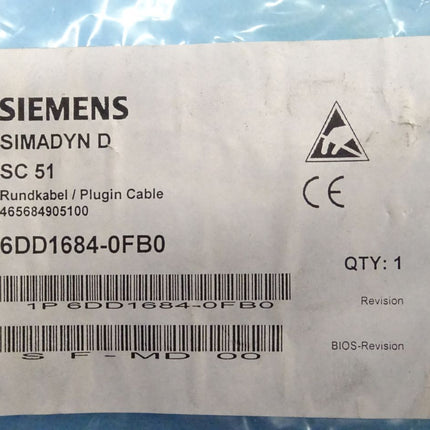 SIEMENS
SIMADYN D
SC 51
Rundkabel / Plugin Cable
465684905100
6DD1684-0FB0
QTY: 1
1P 6DD1684-0FB0
Revision
S F-MD 00
BIOS-Revision
CE